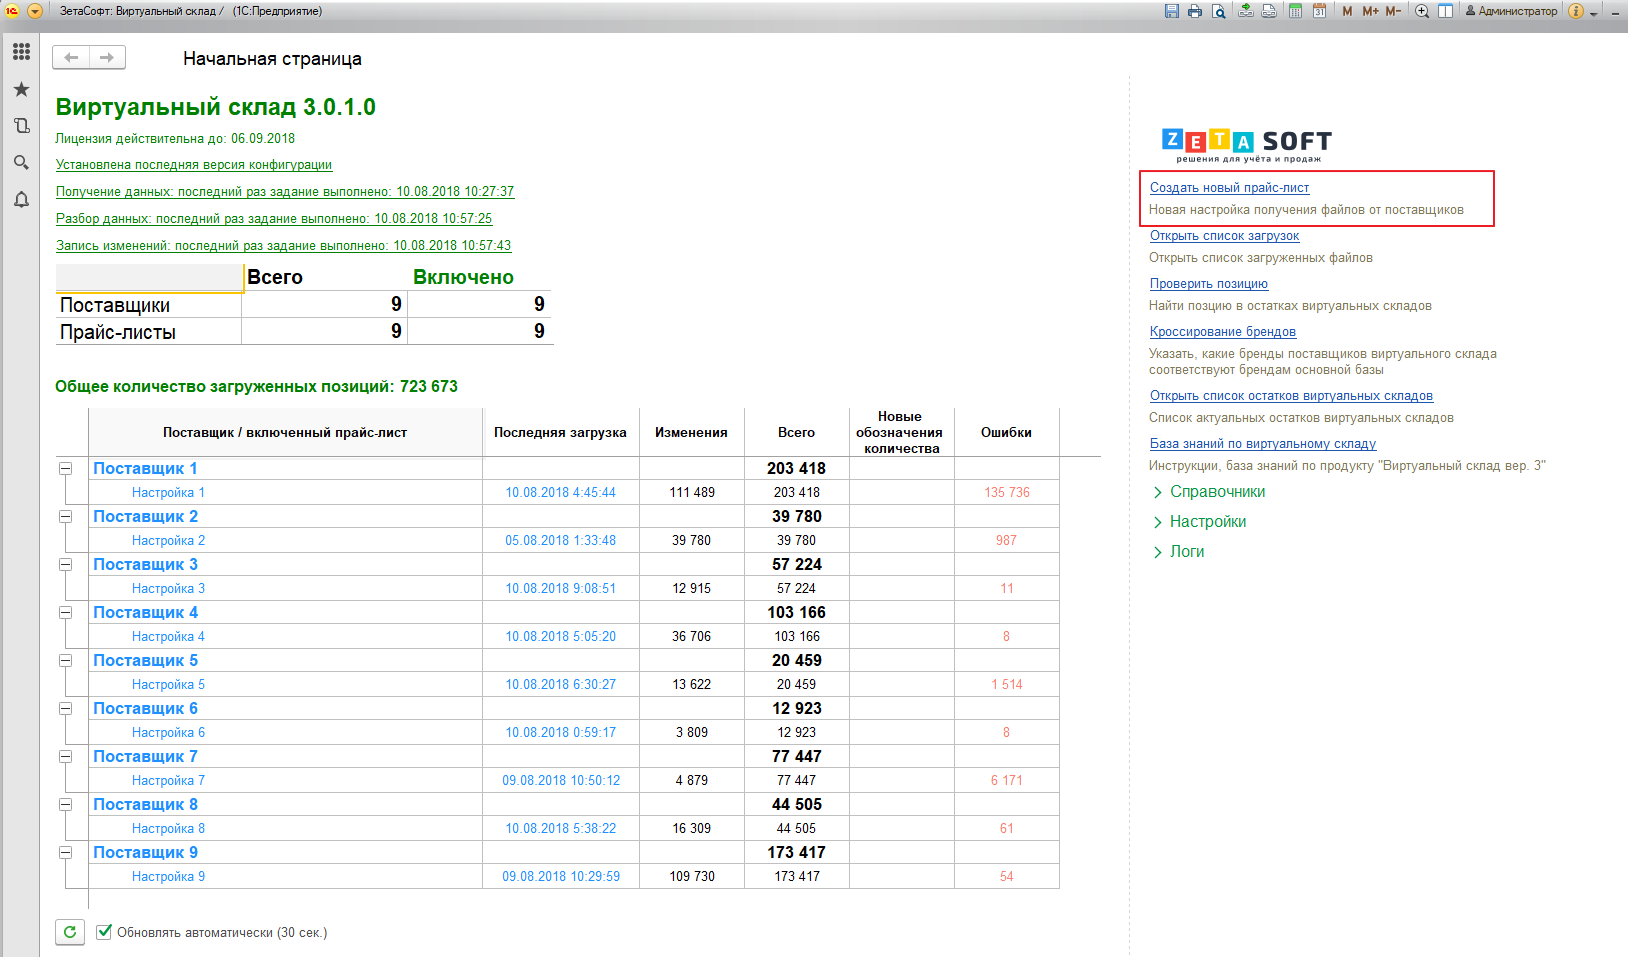 ЗетаСофт: Виртуальный склад / (1С:Предприятие)
M M+ M- Администратор
Начальная страница
Виртуальный склад 3.0.1.0
Лицензия действительна до: 06.09.2018
Установлена последняя версия конфигурации
Получение данных: последний раз задание выполнено: 10.08.2018 10:27:37
Разбор данных: последний раз задание выполнено: 10.08.2018 10:57:25
Запись изменений: последний раз задание выполнено: 10.08.2018 10:57:43
Всего Включено
Поставщики 9 9
Прайс-листы 9 9
Общее количество загруженных позиций: 723 673
Поставщик / включенный прайс-лист Последняя загрузка Изменения Всего Новые обозначения количества Ошибки
Поставщик 1 203 418
Настройка 1 10.08.2018 4:45:44 111 489 203 418 135 736
Поставщик 2 39 780
Настройка 2 05.08.2018 1:33:48 39 780 39 780 987
Поставщик 3 57 224
Настройка 3 10.08.2018 9:08:51 12 915 57 224 11
Поставщик 4 103 166
Настройка 4 10.08.2018 5:05:20 36 706 103 166 8
Поставщик 5 20 459
Настройка 5 10.08.2018 6:30:27 13 622 20 459 1 514
Поставщик 6 12 923
Настройка 6 10.08.2018 0:59:17 3 809 12 923 8
Поставщик 7 77 447
Настройка 7 09.08.2018 10:50:12 4 879 77 447 6 171
Поставщик 8 44 505
Настройка 8 10.08.2018 5:38:22 16 309 44 505 61
Поставщик 9 173 417
Настройка 9 09.08.2018 10:29:59 109 730 173 417 54
Обновлять автоматически (30 сек.)
ZETA SOFT
решения для учёта и продаж
Создать новый прайс-лист
Новая настройка получения файлов от поставщиков
Открыть список загрузок
Открыть список загруженных файлов
Проверить позицию
Найти позцию в остатках виртуальных складов
Кроссирование брендов
Указать, какие бренды поставщиков виртуального склада
соответствуют брендам основной базы
Открыть список остатков виртуальных складов
Список актуальных остатков виртуальных складов
База знаний по виртуальному складу
Инструкции, база знаний по продукту "Виртуальный склад вер. 3"
Справочники
Настройки
Логи